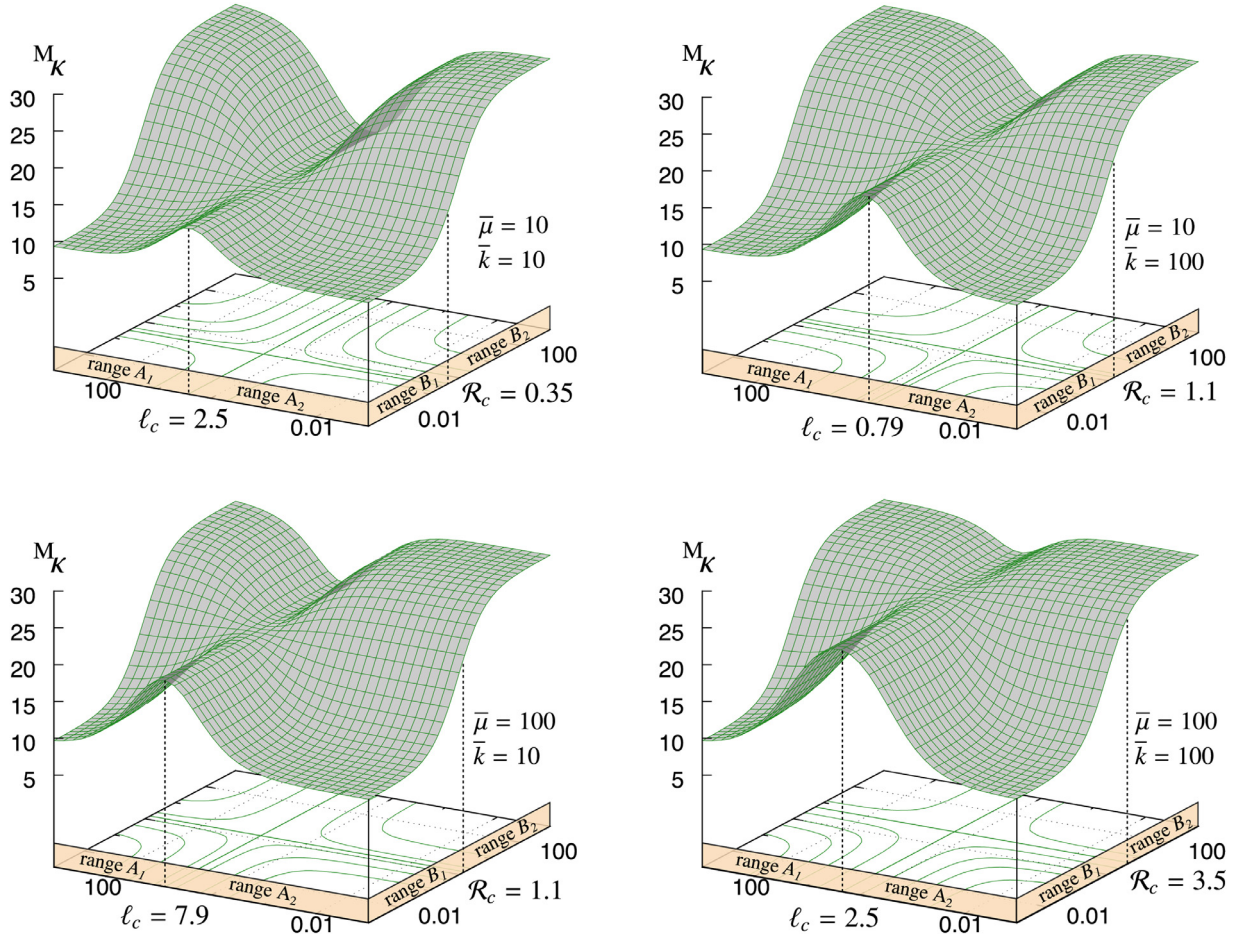 M𝜅
30
25
20
15
10
5
μ̄ = 10
k̄ = 10
range A₁
range A₂
range B₁
range B₂
100
0.01
0.01
100
ℓ_c = 2.5
ℛ_c = 0.35
M𝜅
30
25
20
15
10
5
μ̄ = 10
k̄ = 100
range A₁
range A₂
range B₁
range B₂
100
0.01
0.01
100
ℓ_c = 0.79
ℛ_c = 1.1
M𝜅
30
25
20
15
10
5
μ̄ = 100
k̄ = 10
range A₁
range A₂
range B₁
range B₂
100
0.01
0.01
100
ℓ_c = 7.9
ℛ_c = 1.1
M𝜅
30
25
20
15
10
5
μ̄ = 100
k̄ = 100
range A₁
range A₂
range B₁
range B₂
100
0.01
0.01
100
ℓ_c = 2.5
ℛ_c = 3.5